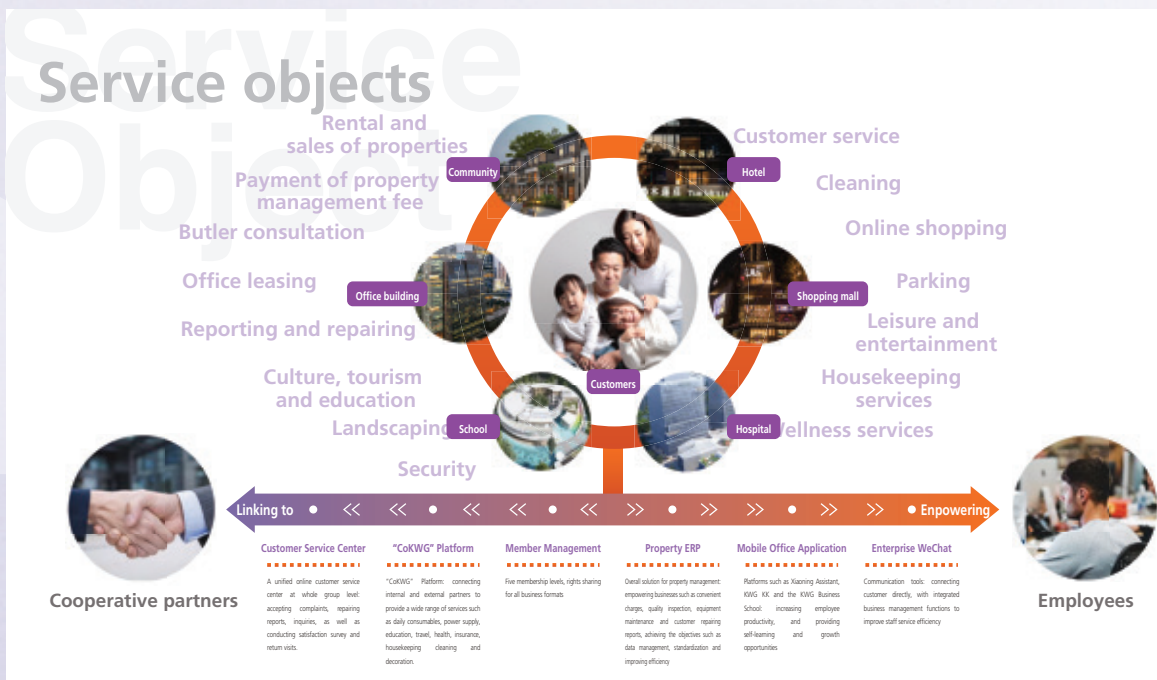 Service
Object
Service objects
Rental and
sales of properties
Payment of property
management fee
Butler consultation
Office leasing
Reporting and repairing
Culture, tourism
and education
Landscaping
Security
Community
Office building
School
Customers
Hotel
Shopping mall
Hospital
Customer service
Cleaning
Online shopping
Parking
Leisure and
entertainment
Housekeeping
services
Wellness services
Linking to
Enpowering
Cooperative partners
Employees
Customer Service Center
A unified online customer service
center at whole group level:
accepting complaints, repairing
reports, inquiries, as well as
conducting satisfaction survey and
return visits.
"CoKWG" Platform
"CoKWG" Platform: connecting
internal and external partners to
provide a wide range of services such
as daily consumables, power supply,
education, travel, health, insurance,
housekeeping cleaning and
decoration.
Member Management
Five membership levels, rights sharing
for all business formats
Property ERP
Overall solution for property management:
empowering businesses such as convenient
charges, quality inspection, equipment
maintenance and customer repairing
reports, achieving the objectives such as
data management, standardization and
improving efficiency
Mobile Office Application
Platforms such as Xiaoning Assistant,
KWG KK and the KWG Business
School: increasing employee
productivity, and providing
self-learning and growth
opportunities
Enterprise WeChat
Communication tools: connecting
customer directly, with integrated
business management functions to
improve staff service efficiency